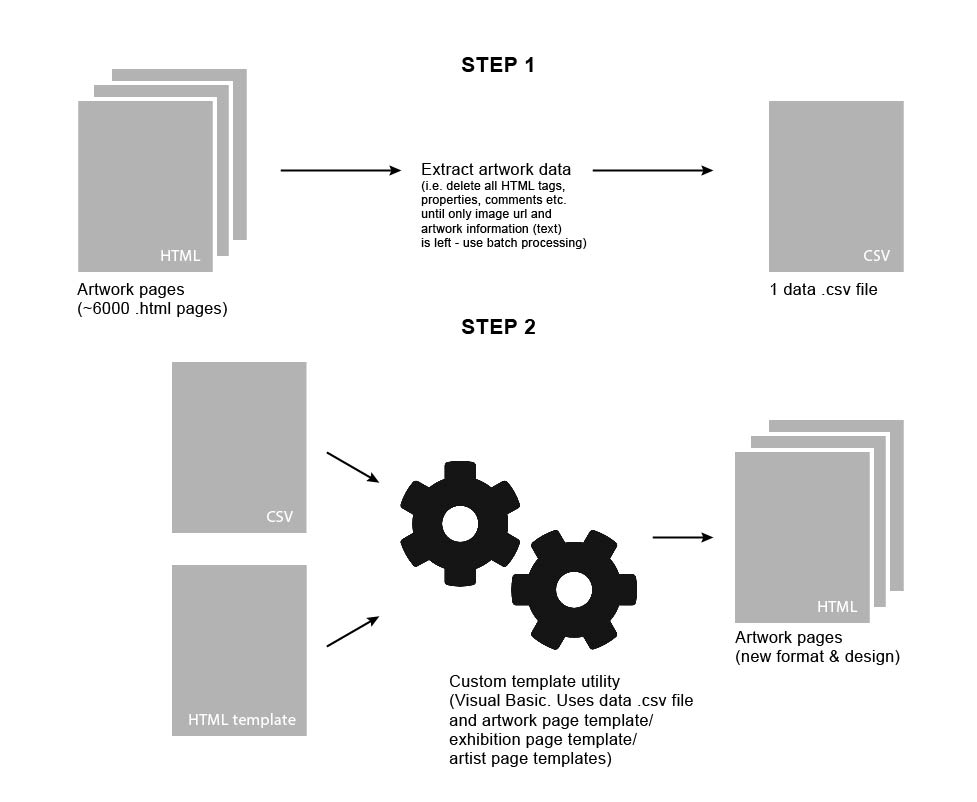 STEP 1
HTML
Artwork pages
(~6000 .html pages)
Extract artwork data
(i.e. delete all HTML tags,
properties, comments etc.
until only image url and
artwork information (text)
is left - use batch processing)
CSV
1 data .csv file
STEP 2
CSV
HTML template
Custom template utility
(Visual Basic. Uses data .csv file
and artwork page template/
exhibition page template/
artist page templates)
HTML
Artwork pages
(new format & design)